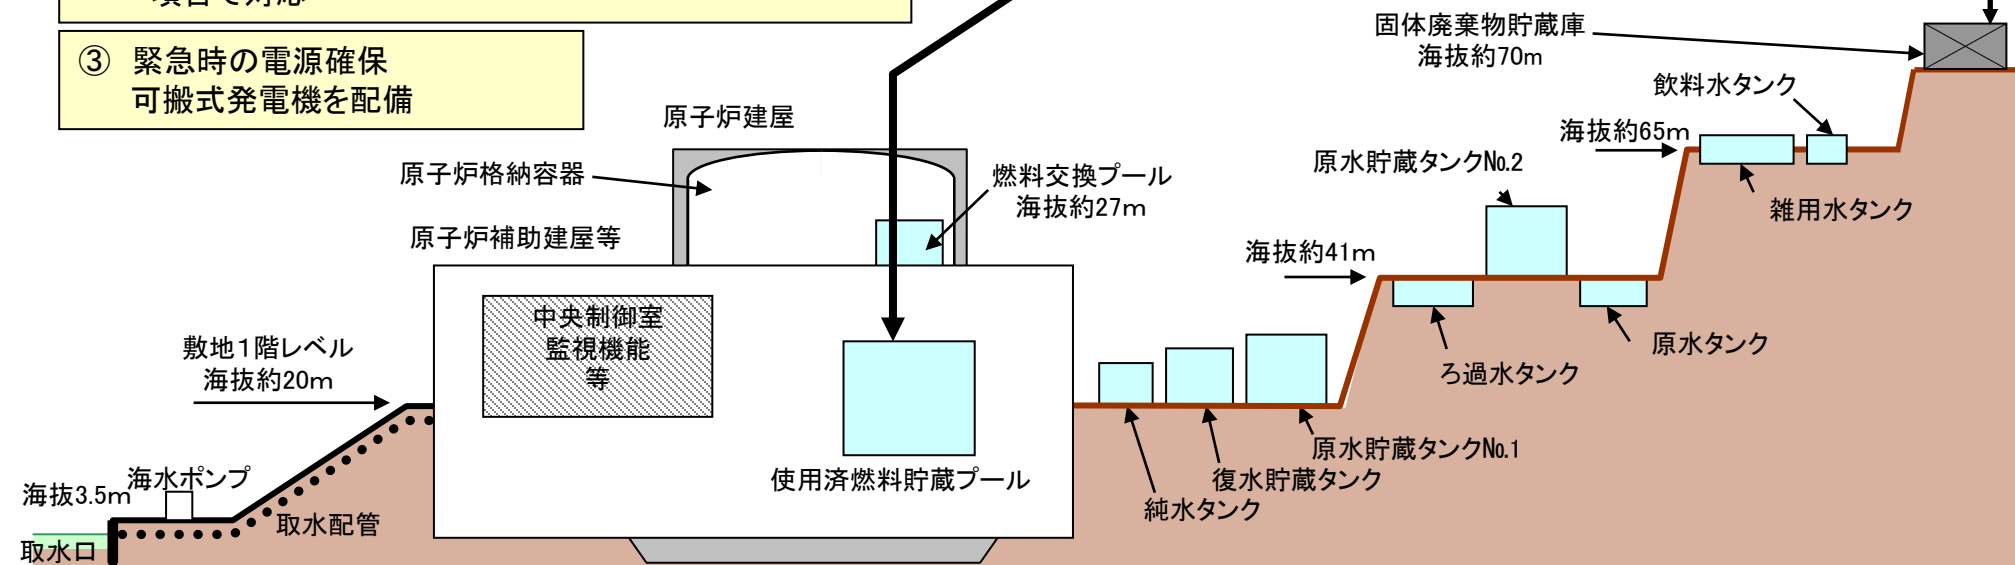 項目で対応
③ 緊急時の電源確保
可搬式発電機を配備
固体廃棄物貯蔵庫
海抜約70m
飲料水タンク
海抜約65m
原水貯蔵タンク№2
雑用水タンク
原子炉建屋
原子炉格納容器
燃料交換プール
海抜約27m
原子炉補助建屋等
海抜約41m
中央制御室
監視機能
等
敷地1階レベル
海抜約20m
原水タンク
ろ過水タンク
原水貯蔵タンク№1
復水貯蔵タンク
純水タンク
使用済燃料貯蔵プール
海水ポンプ
海抜3.5m
取水配管
取水口